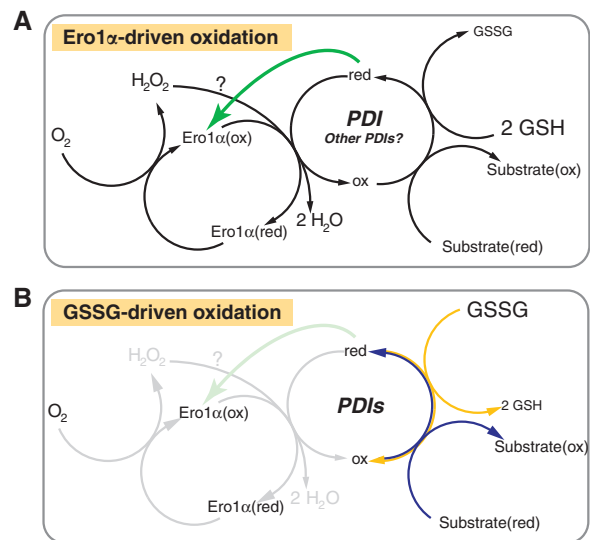 A
Ero1α-driven oxidation
GSSG
H2O2
?
red
O2
PDI
Other PDIs?
2 GSH
Ero1α(ox)
Substrate(ox)
ox
2 H2O
Ero1α(red)
Substrate(red)
B
GSSG-driven oxidation
GSSG
H2O2
?
red
O2
Ero1α(ox)
PDIs
2 GSH
Substrate(ox)
ox
2 H2O
Ero1α(red)
Substrate(red)